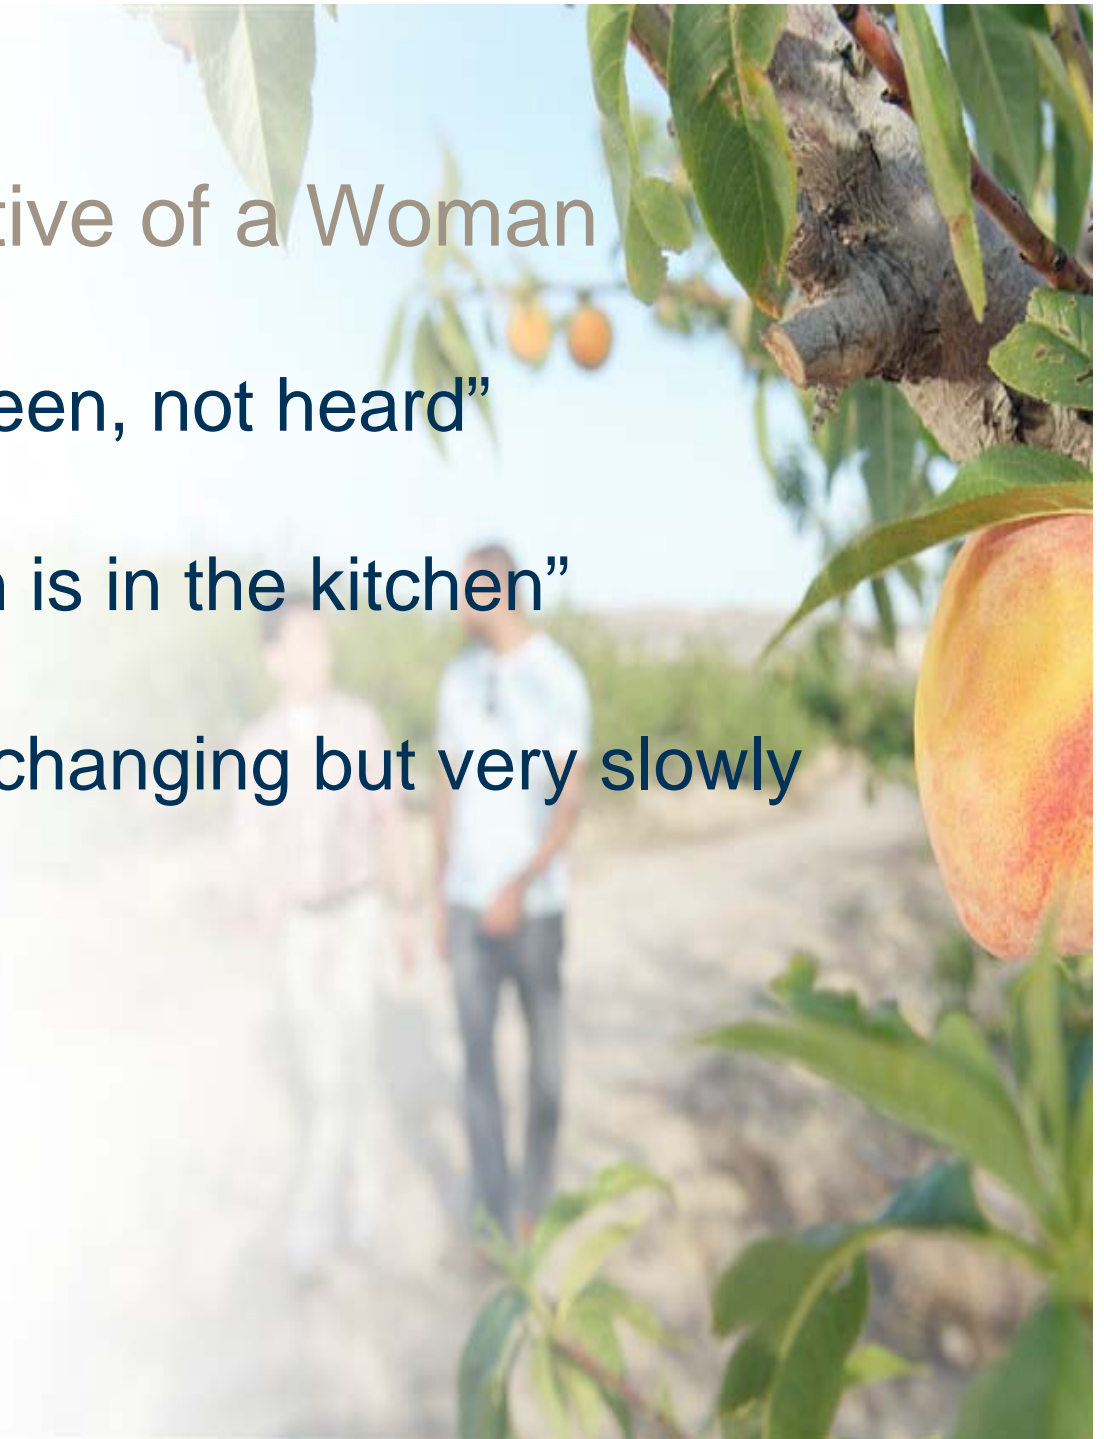 tive of a Woman
een, not heard”
n is in the kitchen”
changing but very slowly